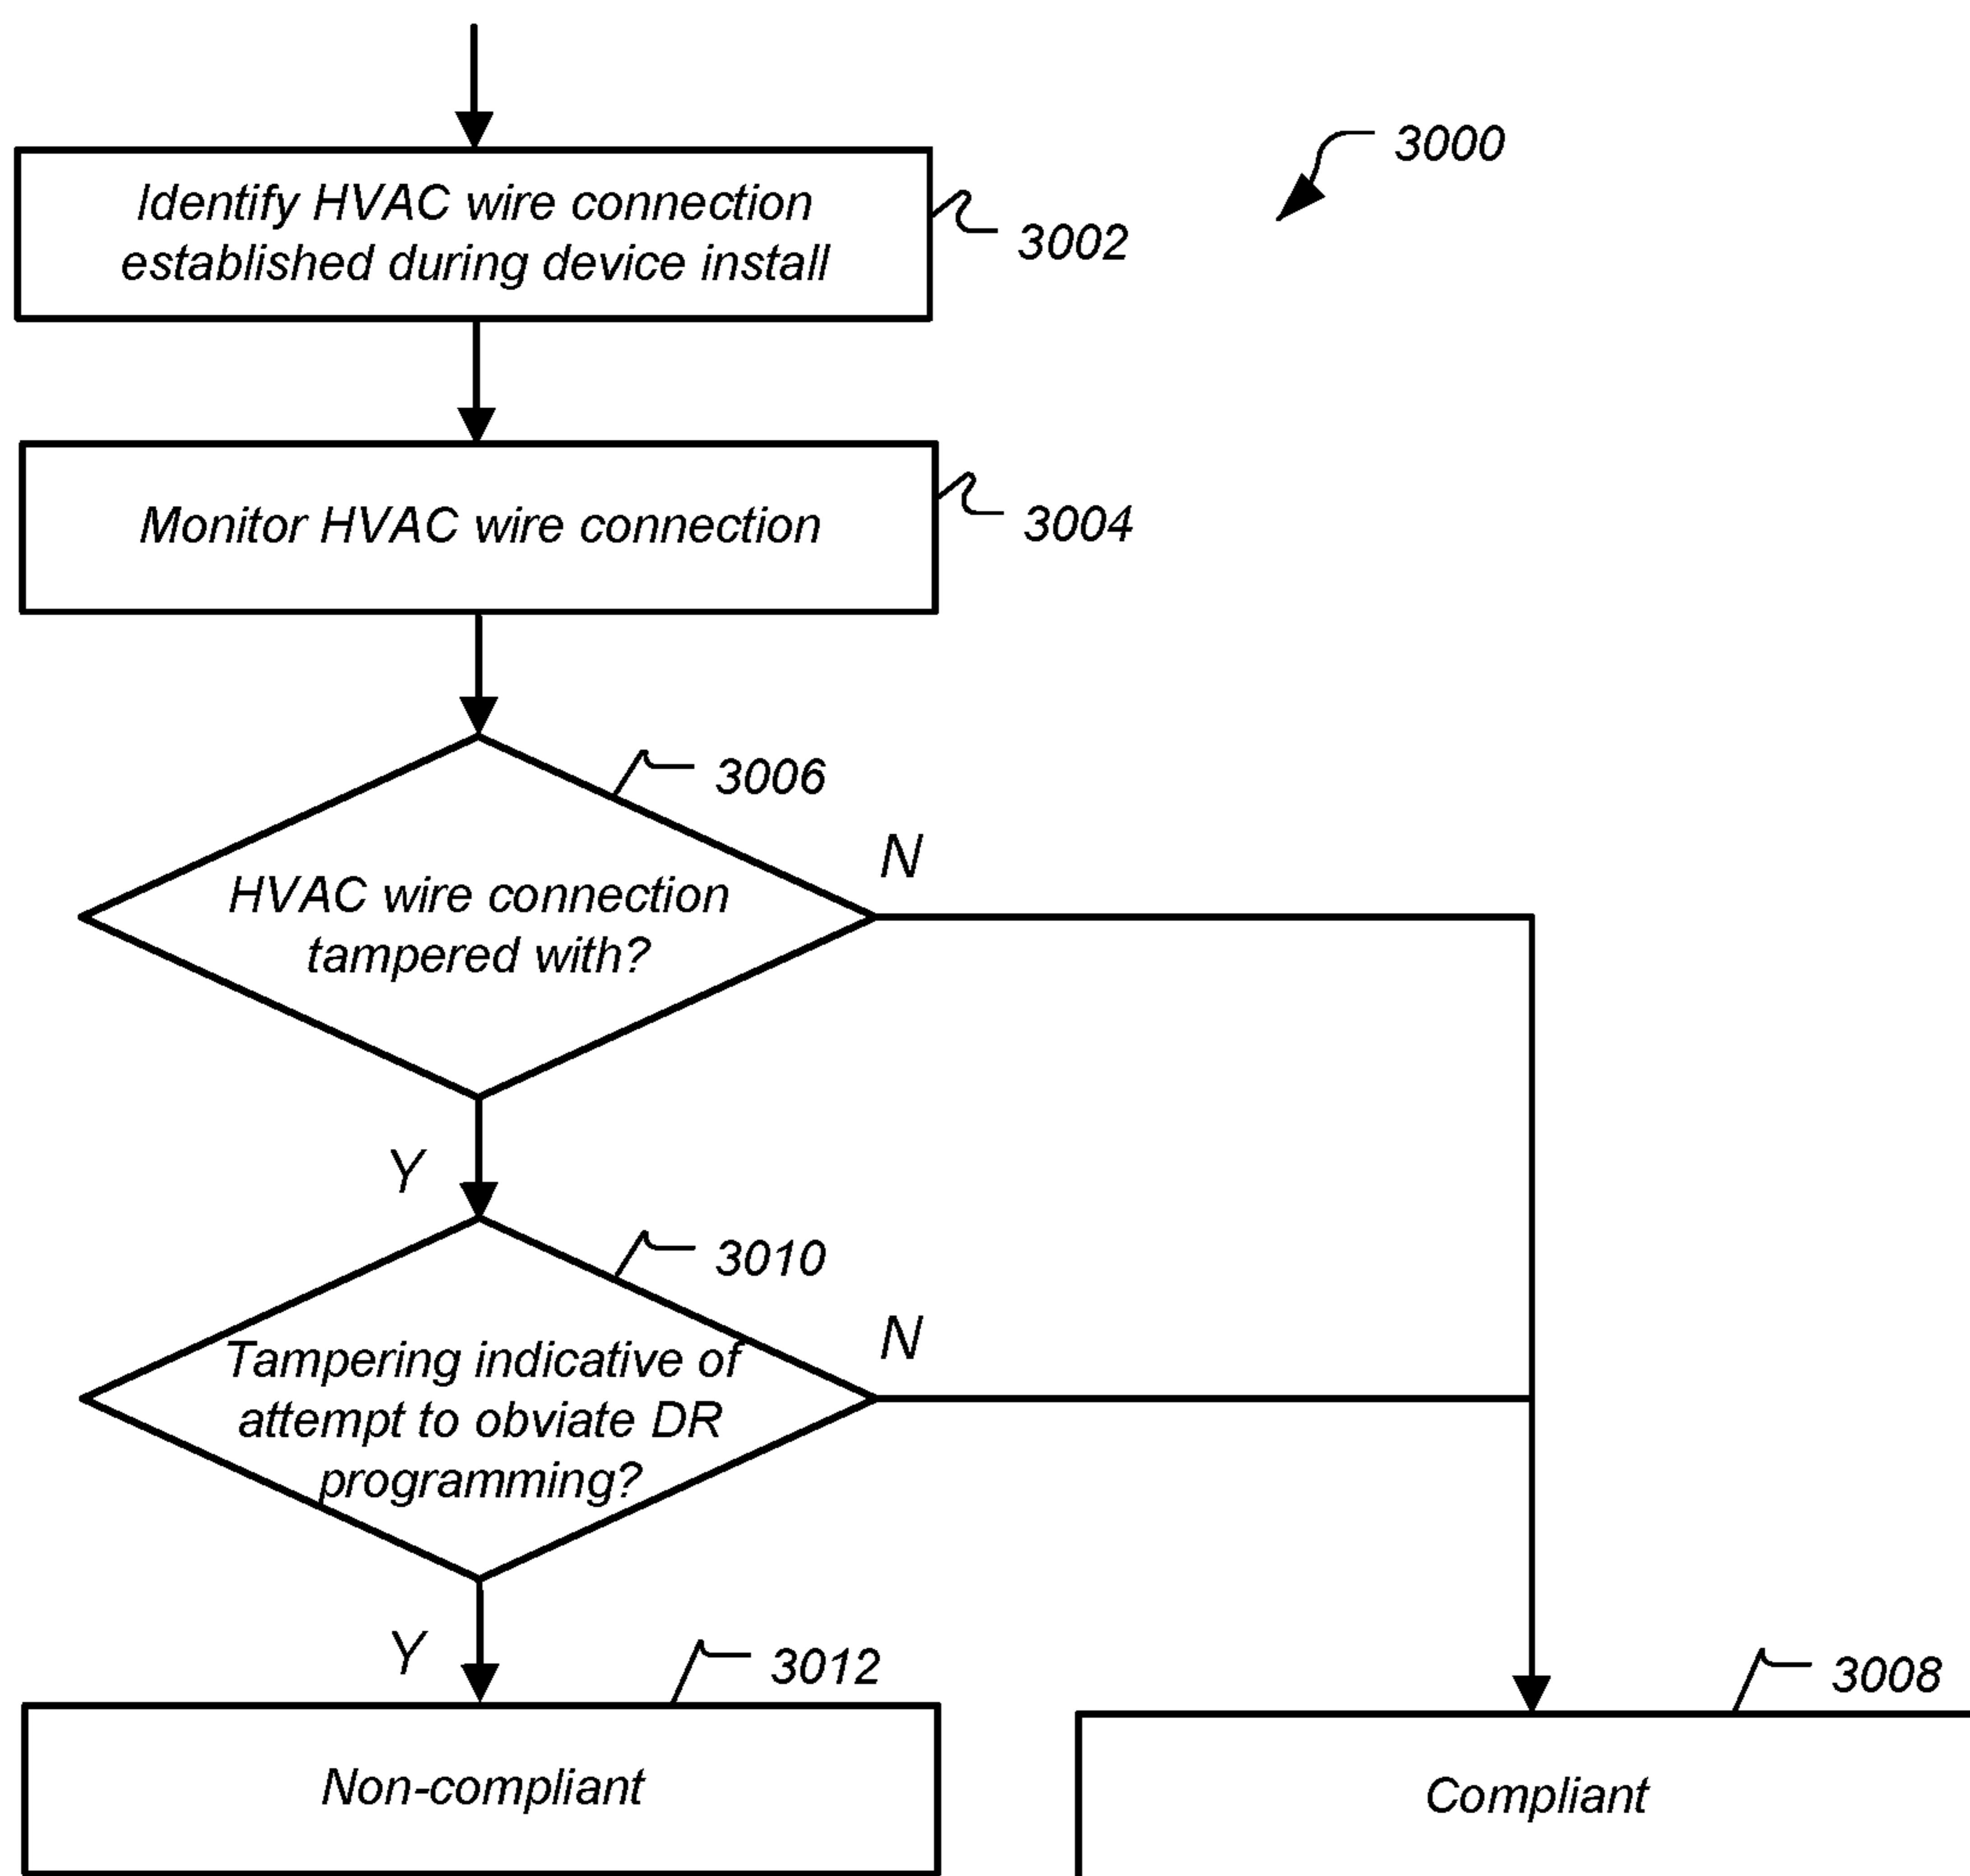 3000
Identify HVAC wire connection
established during device install
3002
Monitor HVAC wire connection
3004
3006
N
HVAC wire connection
tampered with?
Y
3010
N
Tampering indicative of
attempt to obviate DR
programming?
Y
3012
3008
Non-compliant
Compliant